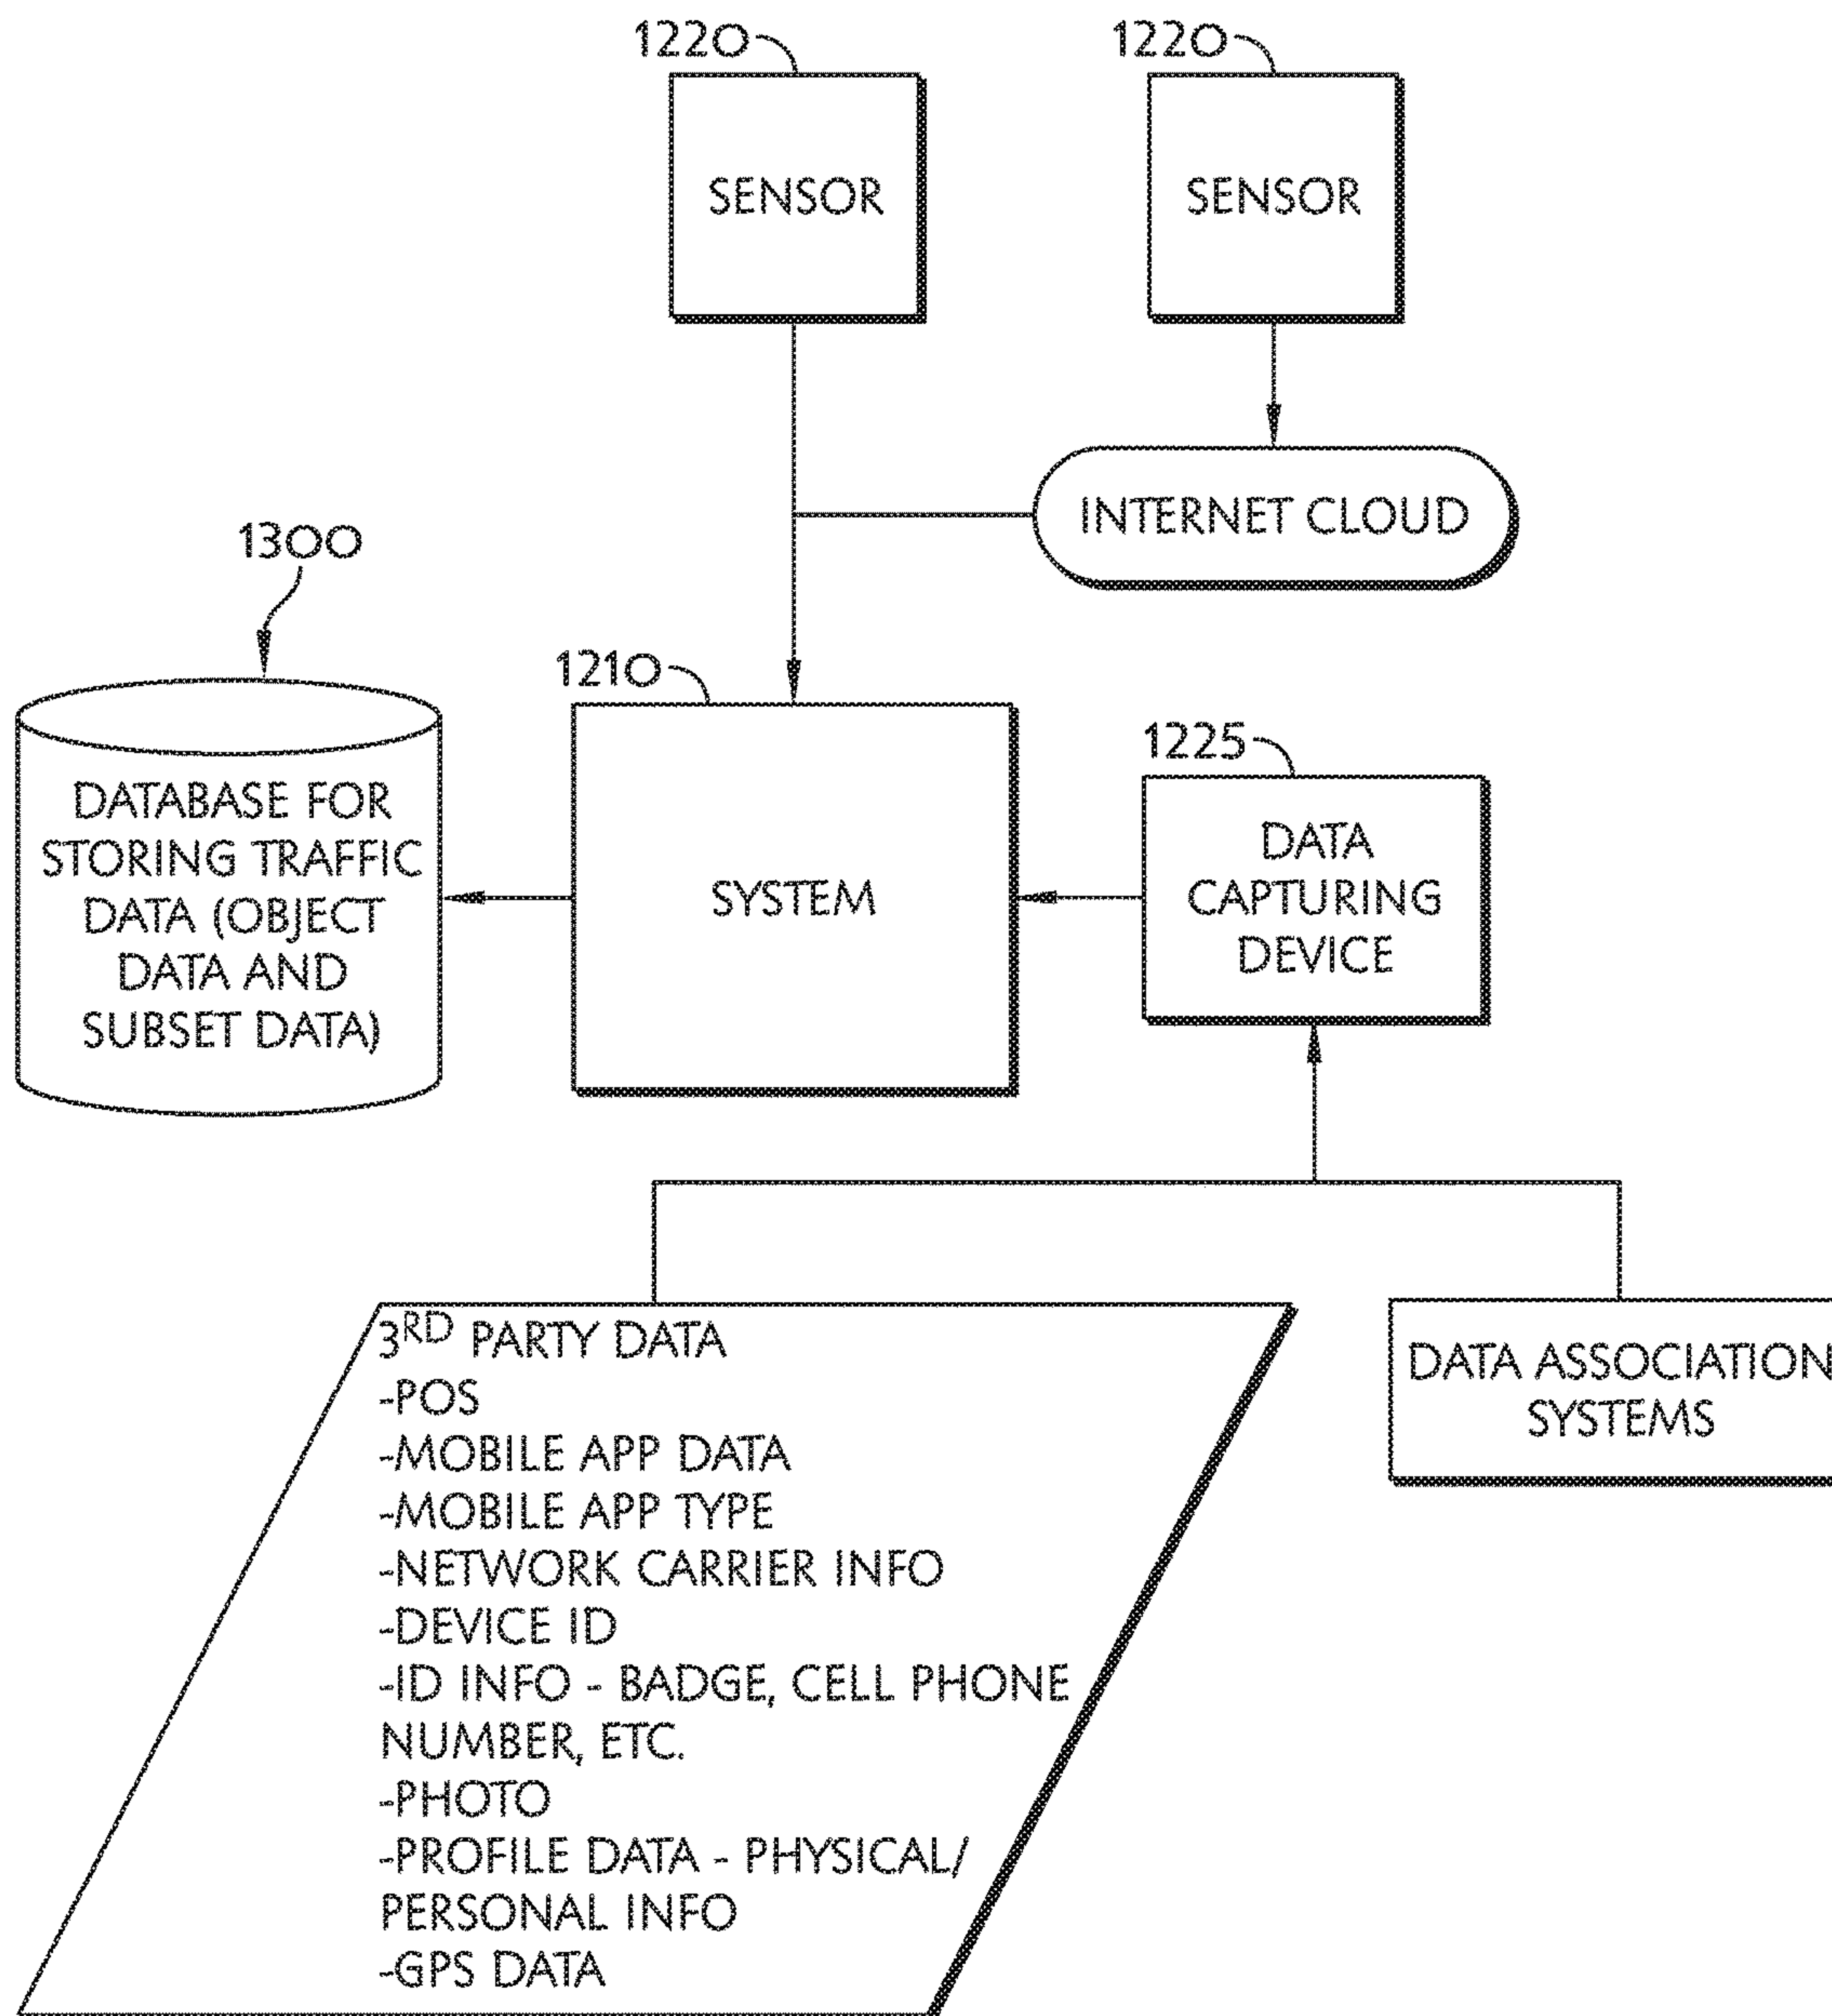 1220
1220
SENSOR
SENSOR
INTERNET CLOUD
1300
1210
1225
DATABASE FOR
STORING TRAFFIC
DATA (OBJECT
DATA AND
SUBSET DATA)
SYSTEM
DATA
CAPTURING
DEVICE
3RD PARTY DATA
-POS
-MOBILE APP DATA
-MOBILE APP TYPE
-NETWORK CARRIER INFO
-DEVICE ID
-ID INFO - BADGE, CELL PHONE
NUMBER, ETC.
-PHOTO
-PROFILE DATA - PHYSICAL/
PERSONAL INFO
-GPS DATA
DATA ASSOCIATION
SYSTEMS